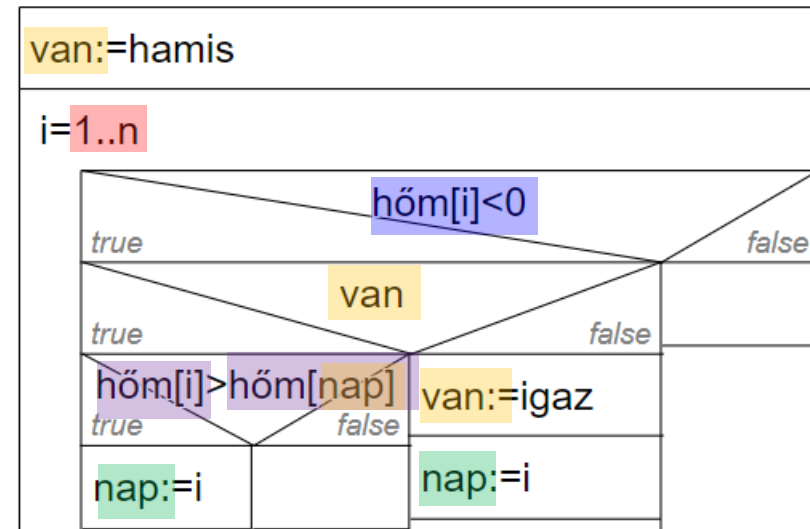 van:=hamis
i=1..n
hőm[i]<0
true
false
van
true
false
hőm[i]>hőm[nap]
true
false
van:=igaz
nap:=i
nap:=i